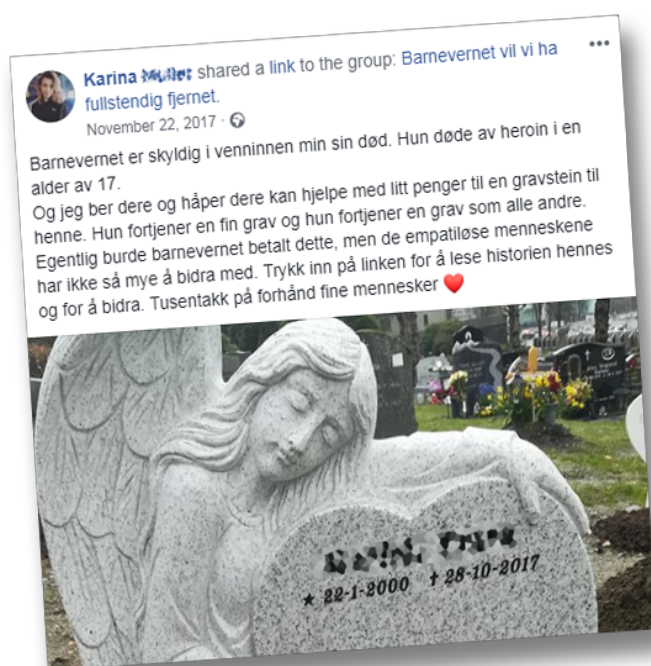 Karina shared a link to the group: Barnevernet vil vi ha
fullstendig fjernet.
November 22, 2017 ·
Barnevernet er skyldig i venninnen min sin død. Hun døde av heroin i en
alder av 17.
Og jeg ber dere og håper dere kan hjelpe med litt penger til en gravstein til
henne. Hun fortjener en fin grav og hun fortjener en grav som alle andre.
Egentlig burde barnevernet betalt dette, men de empatiløse menneskene
har ikke så mye å bidra med. Trykk inn på linken for å lese historien hennes
og for å bidra. Tusentakk på forhånd fine mennesker ❤️
★ 22-1-2000 ✝ 28-10-2017